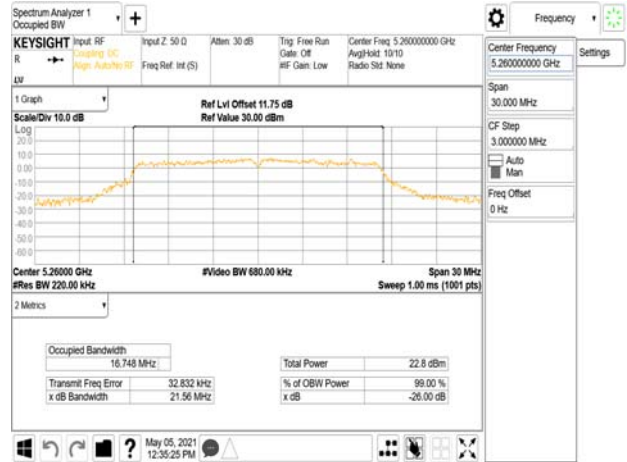 Spectrum Analyzer 1
Occupied BW
Frequency
KEYSIGHT
R
Input: RF
Coupling: DC
Align: Auto/No RF
Input Z: 50 Ω
Freq Ref: Int (S)
Atten: 30 dB
Trig: Free Run
Gate: Off
#IF Gain: Low
Center Freq: 5.260000000 GHz
Avg|Hold: 10/10
Radio Std: None
Center Frequency
5.260000000 GHz
Settings
Span
30.000 MHz
CF Step
3.000000 MHz
Auto
Man
Freq Offset
0 Hz
1 Graph
Scale/Div 10.0 dB
Ref Lvl Offset 11.75 dB
Ref Value 30.00 dBm
Log
20.0
10.0
0.00
-10.0
-20.0
-30.0
-40.0
-50.0
-60.0
Center 5.26000 GHz
#Res BW 220.00 kHz
#Video BW 680.00 kHz
Span 30 MHz
Sweep 1.00 ms (1001 pts)
2 Metrics
Occupied Bandwidth
16.748 MHz
Total Power 22.8 dBm
Transmit Freq Error 32.832 kHz
% of OBW Power 99.00 %
x dB Bandwidth 21.56 MHz
x dB -26.00 dB
?
May 05, 2021
12:35:25 PM